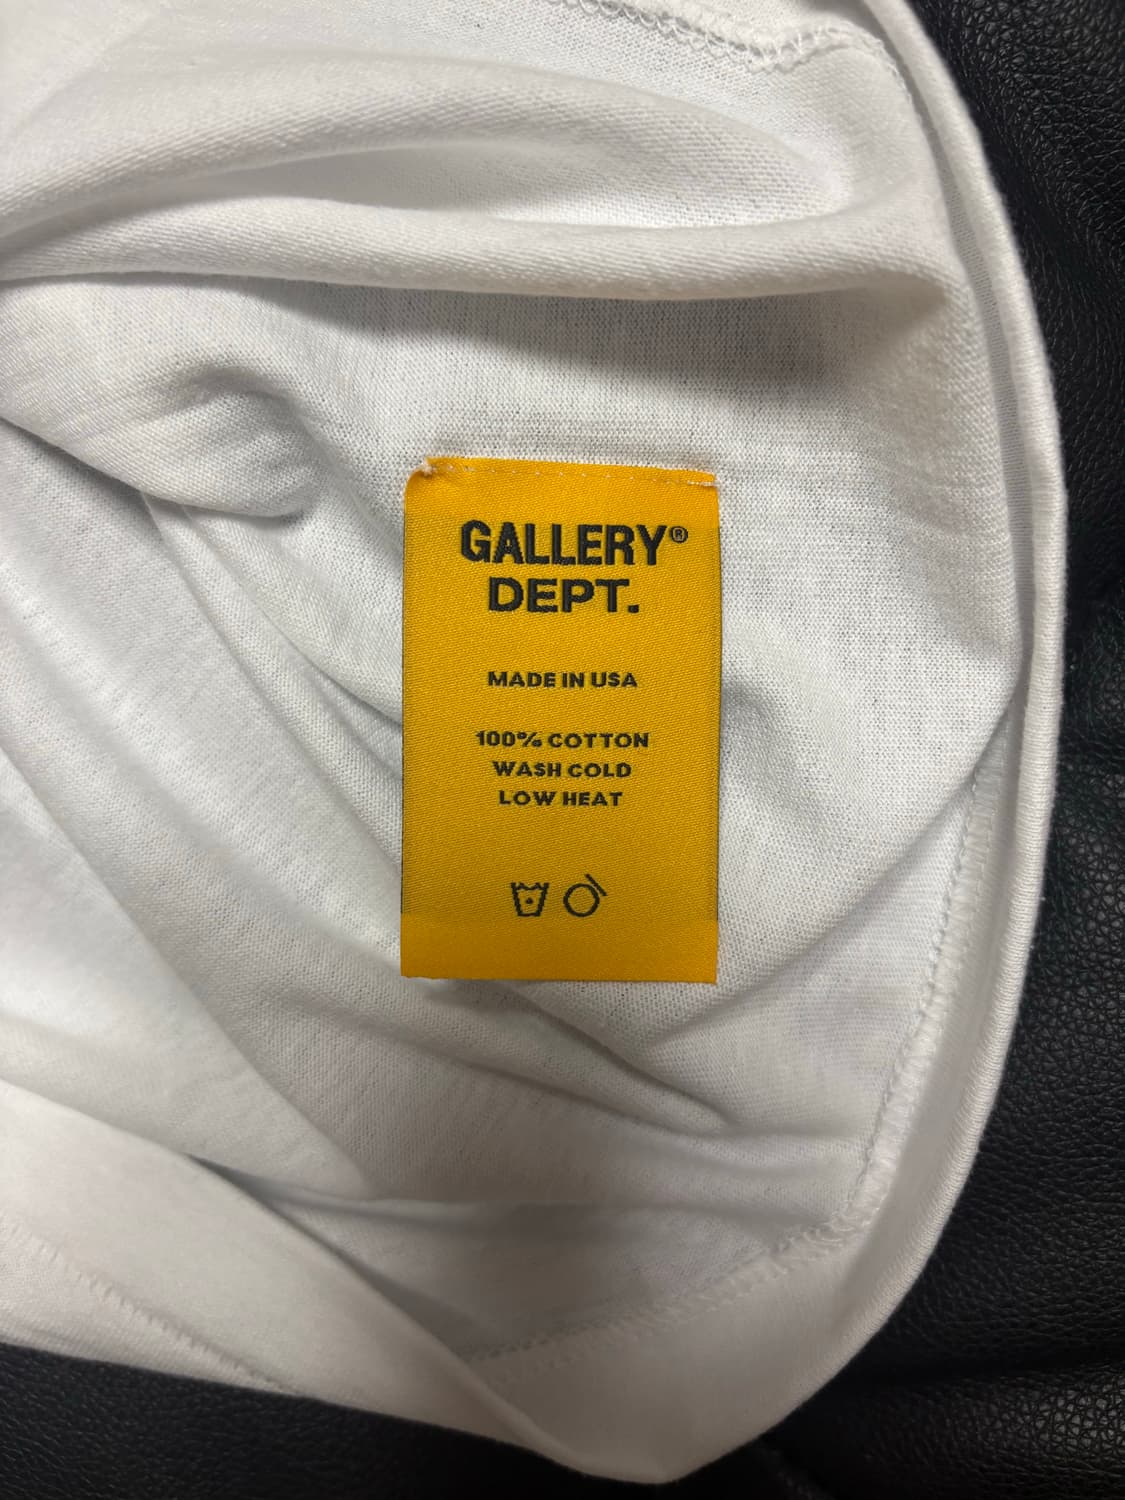 GALLERY®
DEPT.
MADE IN USA
100% COTTON
WASH COLD
LOW HEAT